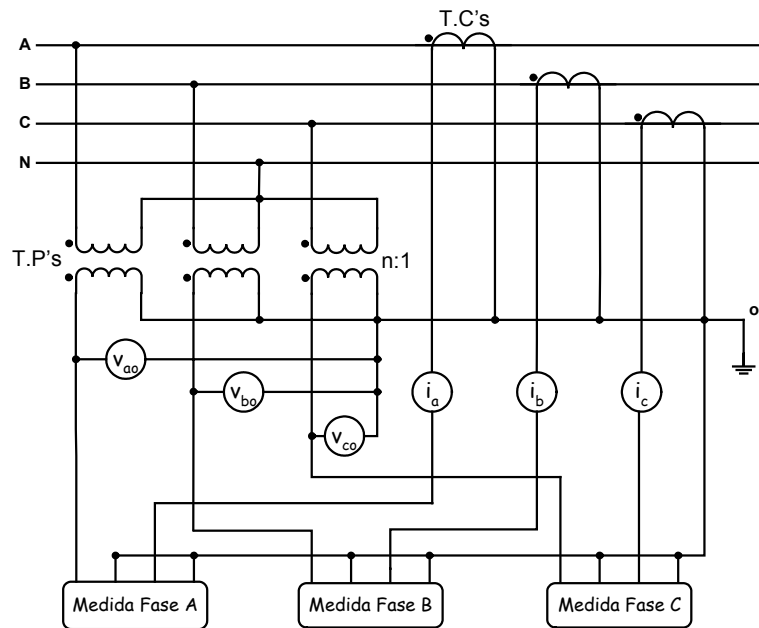 T.C's
A
B
C
N
T.P's
n:1
o
v_ao
v_bo
v_co
i_a
i_b
i_c
Medida Fase A
Medida Fase B
Medida Fase C